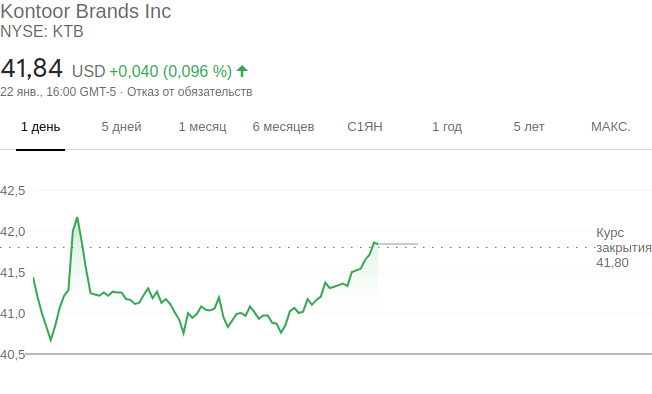 Kontoor Brands Inc
NYSE: KTB
41,84 USD +0,040 (0,096 %)
22 янв., 16:00 GMT-5 · Отказ от обязательств
1 день 5 дней 1 месяц 6 месяцев С1ЯН 1 год 5 лет МАКС.
42,5
42,0
Курс
закрытия
41,80
41,5
41,0
40,5